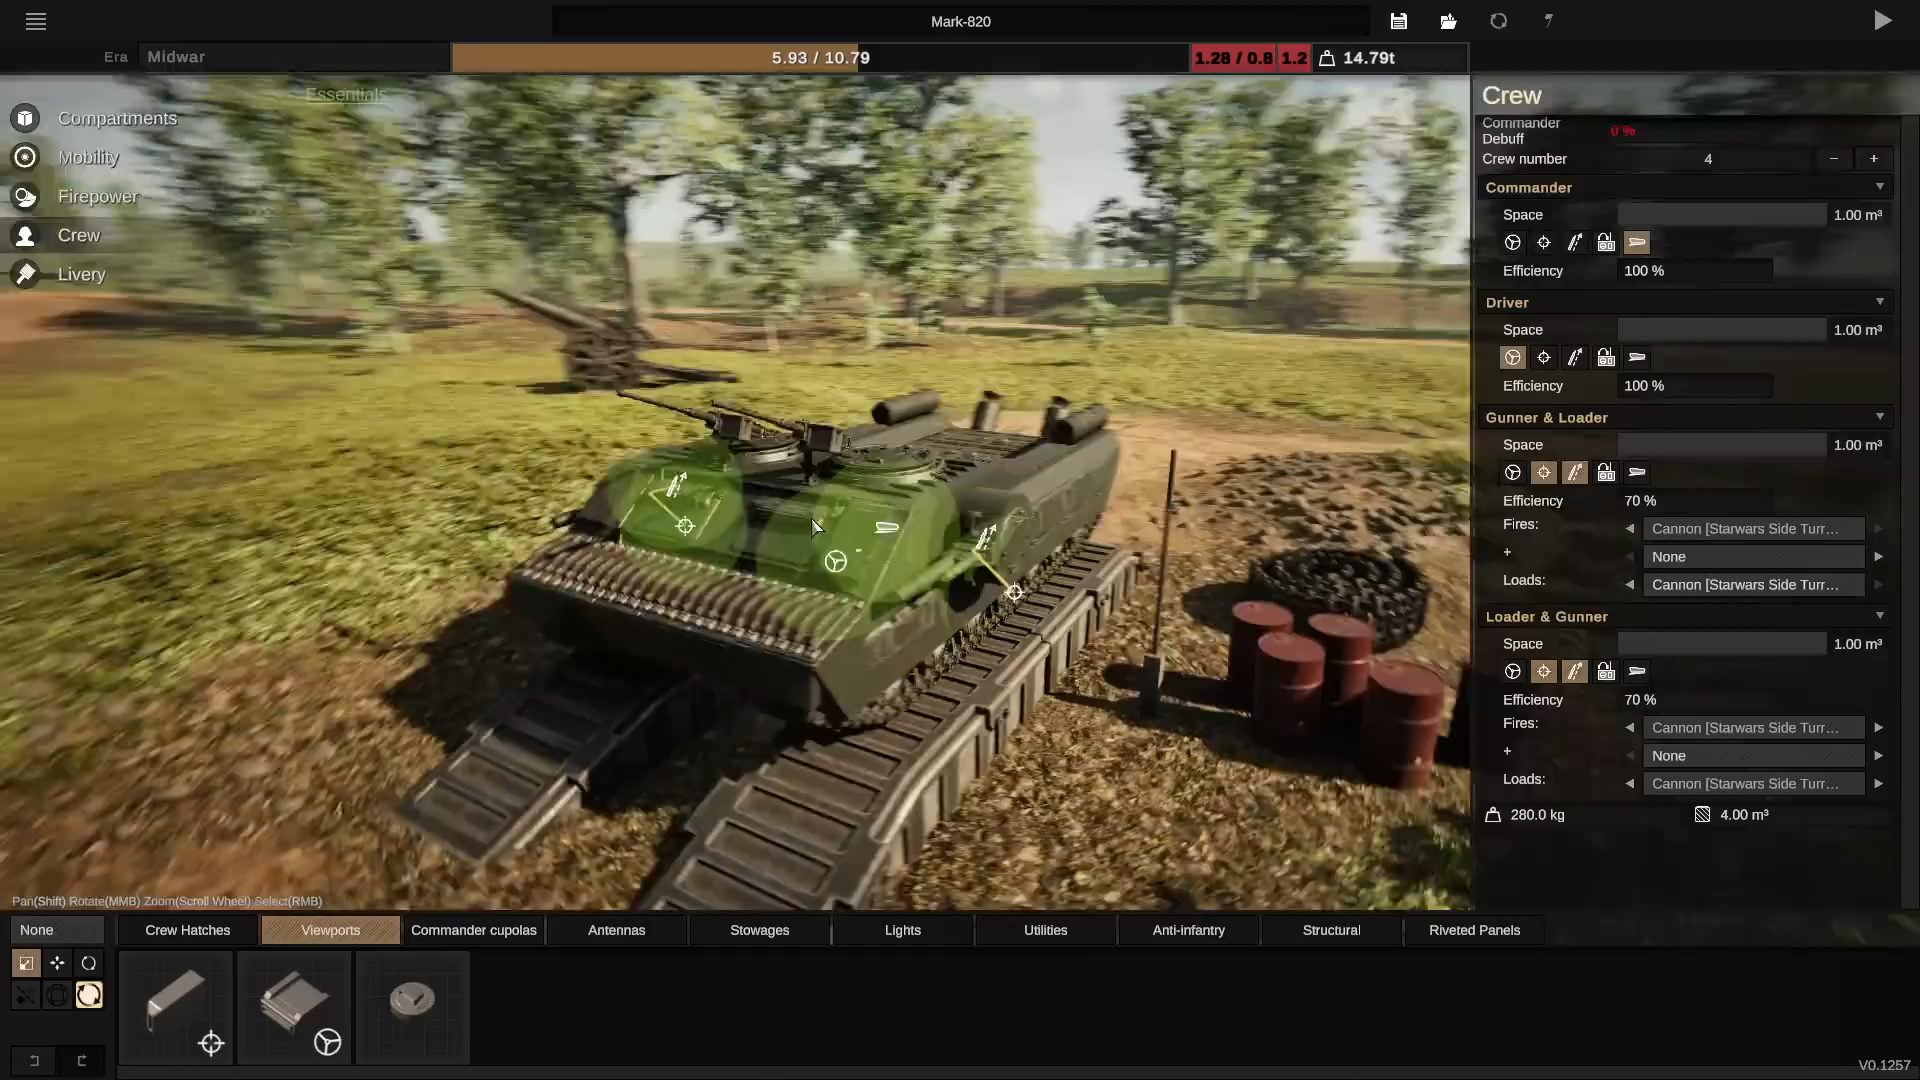 Mark-820
Era
Midwar
5.93 / 10.79
1.28 / 0.8
1.2
14.79t
Essentials
Compartments
Mobility
Firepower
Crew
Livery
Crew
Commander
Debuff
0 %
Crew number
4
−
+
Commander
Space
1.00 m³
Efficiency
100 %
Driver
Space
1.00 m³
Efficiency
100 %
Gunner & Loader
Space
1.00 m³
Efficiency
70 %
Fires:
Cannon [Starwars Side Turr...
+
None
Loads:
Cannon [Starwars Side Turr...
Loader & Gunner
Space
1.00 m³
Efficiency
70 %
Fires:
Cannon [Starwars Side Turr...
+
None
Loads:
Cannon [Starwars Side Turr...
280.0 kg
4.00 m³
Pan(Shift) Rotate(MMB) Zoom(Scroll Wheel) Select(RMB)
None
Crew Hatches
Viewports
Commander cupolas
Antennas
Stowages
Lights
Utilities
Anti-infantry
Structural
Riveted Panels
V0.1257